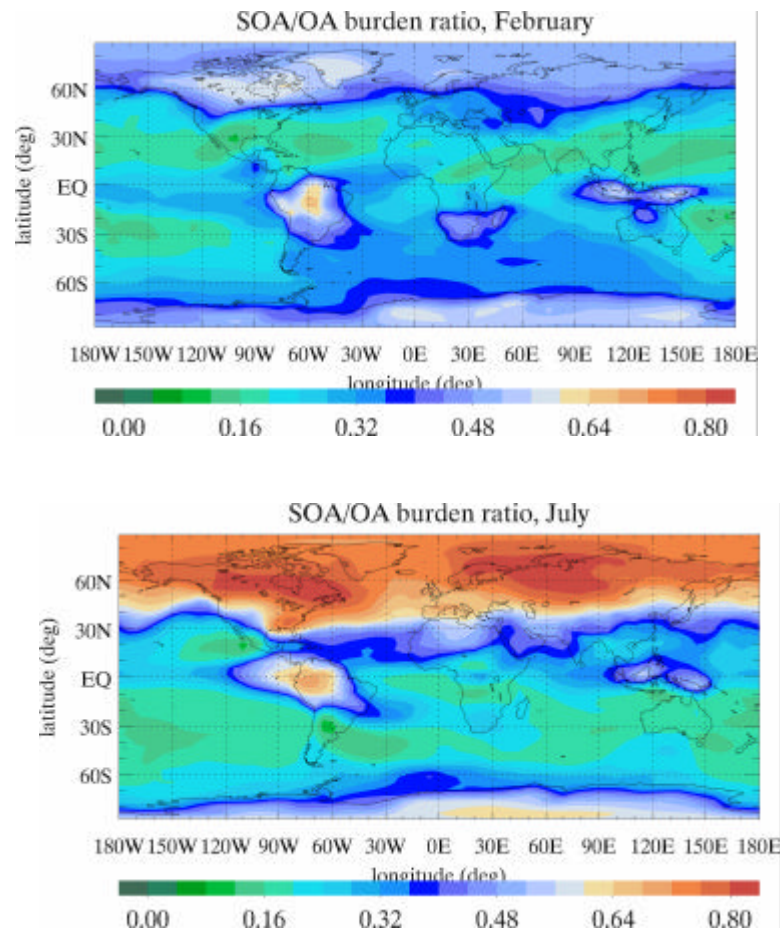 SOA/OA burden ratio, February
60N
30N
EQ
30S
60S
latitude (deg)
180W 150W 120W 90W 60W 30W 0E 30E 60E 90E 120E 150E 180E
longitude (deg)
0.00 0.16 0.32 0.48 0.64 0.80
SOA/OA burden ratio, July
60N
30N
EQ
30S
60S
latitude (deg)
180W 150W 120W 90W 60W 30W 0E 30E 60E 90E 120E 150E 180E
longitude (deg)
0.00 0.16 0.32 0.48 0.64 0.80